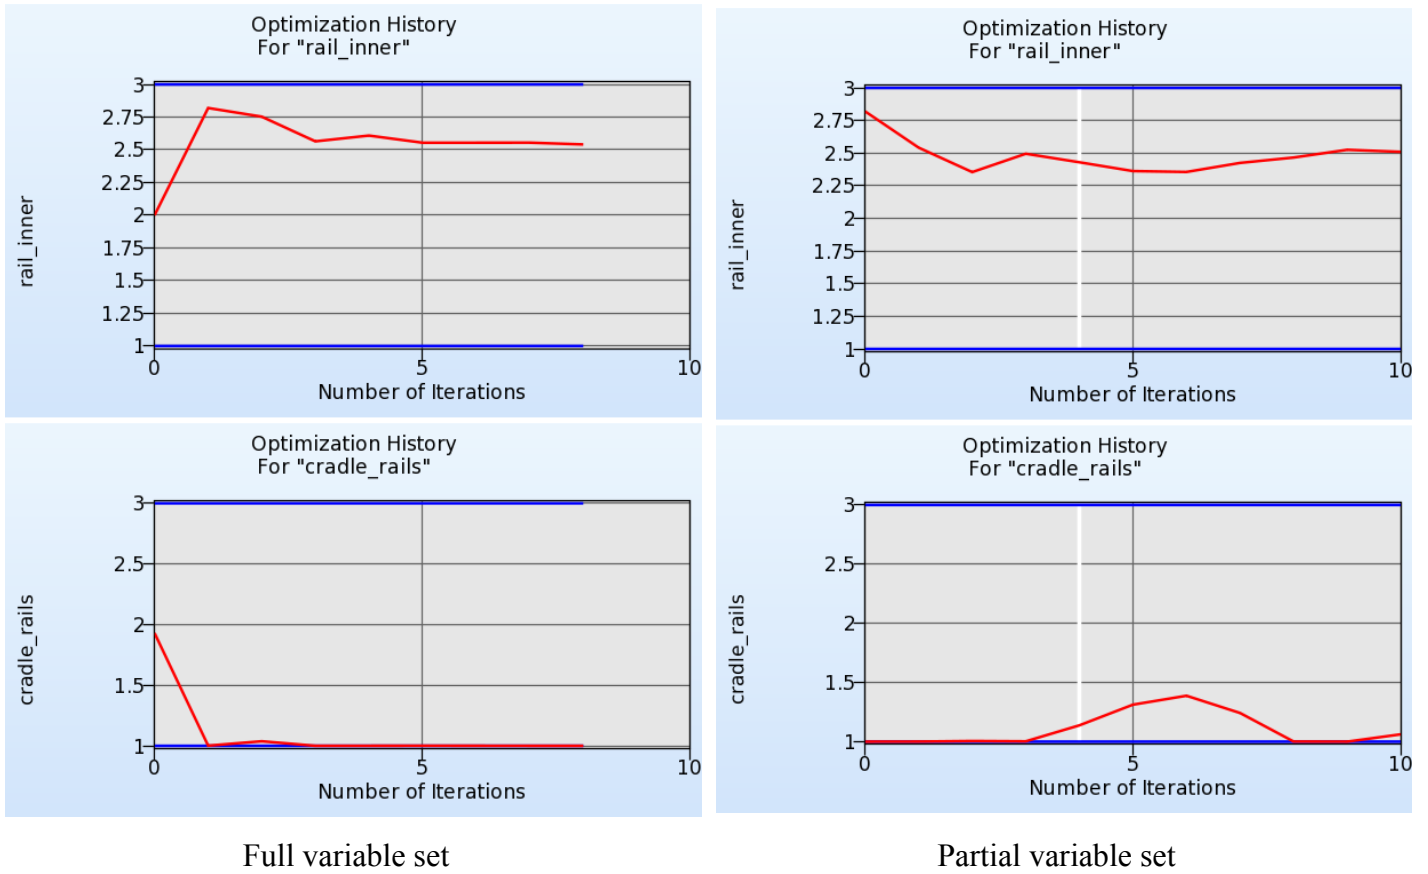 Optimization History
For "rail_inner"
3
2.75
2.5
2.25
2
1.75
1.5
1.25
1
rail_inner
0
5
10
Number of Iterations
Optimization History
For "rail_inner"
3
2.75
2.5
2.25
2
1.75
1.5
1.25
1
rail_inner
0
5
10
Number of Iterations
Optimization History
For "cradle_rails"
3
2.5
2
1.5
1
cradle_rails
0
5
10
Number of Iterations
Optimization History
For "cradle_rails"
3
2.5
2
1.5
1
cradle_rails
0
5
10
Number of Iterations
Full variable set
Partial variable set